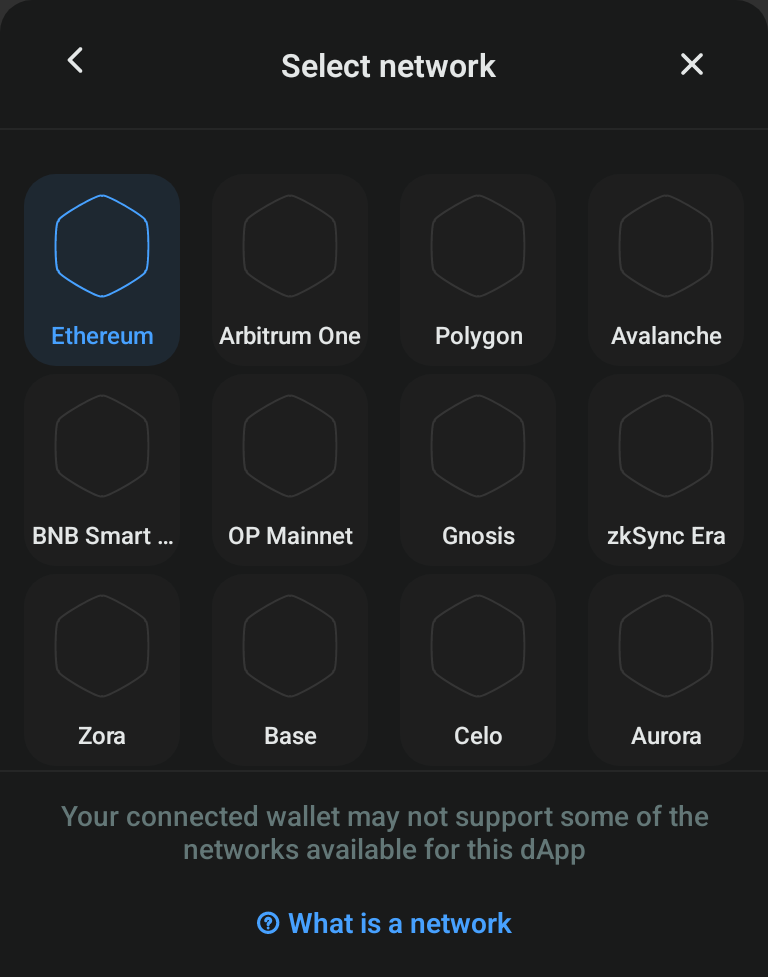 Select network
Ethereum
Arbitrum One
Polygon
Avalanche
BNB Smart ...
OP Mainnet
Gnosis
zkSync Era
Zora
Base
Celo
Aurora
Your connected wallet may not support some of the
networks available for this dApp
What is a network